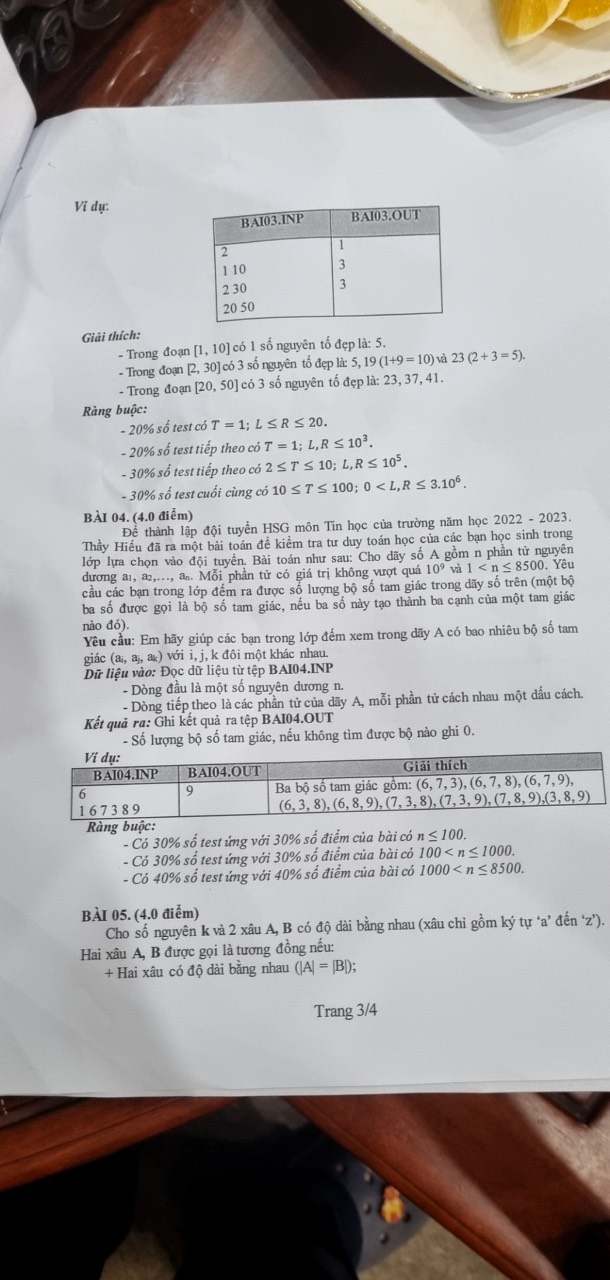 Ví dụ:
BAI03.INP BAI03.OUT
2 1
1 10 3
2 30 3
20 50
Giải thích:
- Trong đoạn [1, 10] có 1 số nguyên tố đẹp là: 5.
- Trong đoạn [2, 30] có 3 số nguyên tố đẹp là: 5, 19 (1+9 = 10) và 23 (2 + 3 = 5).
- Trong đoạn [20, 50] có 3 số nguyên tố đẹp là: 23, 37, 41.
Ràng buộc:
- 20% số test có T = 1; L ≤ R ≤ 20.
- 20% số test tiếp theo có T = 1; L, R ≤ 10³.
- 30% số test tiếp theo có 2 ≤ T ≤ 10; L, R ≤ 10⁵.
- 30% số test cuối cùng có 10 ≤ T ≤ 100; 0 < L, R ≤ 3.10⁶.
BÀI 04. (4.0 điểm)
Để thành lập đội tuyển HSG môn Tin học của trường năm học 2022 - 2023.
Thầy Hiếu đã ra một bài toán để kiểm tra tư duy toán học của các bạn học sinh trong
lớp lựa chọn vào đội tuyển. Bài toán như sau: Cho dãy số A gồm n phần tử nguyên
dương a₁, a₂,..., aₙ. Mỗi phần tử có giá trị không vượt quá 10⁹ và 1 < n ≤ 8500. Yêu
cầu các bạn trong lớp đếm ra được số lượng bộ số tam giác trong dãy số trên (một bộ
ba số được gọi là bộ số tam giác, nếu ba số này tạo thành ba cạnh của một tam giác
nào đó).
Yêu cầu: Em hãy giúp các bạn trong lớp đếm xem trong dãy A có bao nhiêu bộ số tam
giác (aᵢ, aⱼ, aₖ) với i, j, k đôi một khác nhau.
Dữ liệu vào: Đọc dữ liệu từ tệp BAI04.INP
- Dòng đầu là một số nguyên dương n.
- Dòng tiếp theo là các phần tử của dãy A, mỗi phần tử cách nhau một dấu cách.
Kết quả ra: Ghi kết quả ra tệp BAI04.OUT
- Số lượng bộ số tam giác, nếu không tìm được bộ nào ghi 0.
Ví dụ:
BAI04.INP BAI04.OUT Giải thích
6 9 Ba bộ số tam giác gồm: (6, 7, 3), (6, 7, 8), (6, 7, 9),
1 6 7 3 8 9 (6, 3, 8), (6, 8, 9), (7, 3, 8), (7, 3, 9), (7, 8, 9),(3, 8, 9)
Ràng buộc:
- Có 30% số test ứng với 30% số điểm của bài có n ≤ 100.
- Có 30% số test ứng với 30% số điểm của bài có 100 < n ≤ 1000.
- Có 40% số test ứng với 40% số điểm của bài có 1000 < n ≤ 8500.
BÀI 05. (4.0 điểm)
Cho số nguyên k và 2 xâu A, B có độ dài bằng nhau (xâu chỉ gồm ký tự ‘a’ đến ‘z’).
Hai xâu A, B được gọi là tương đồng nếu:
+ Hai xâu có độ dài bằng nhau (|A| = |B|);
Trang 3/4